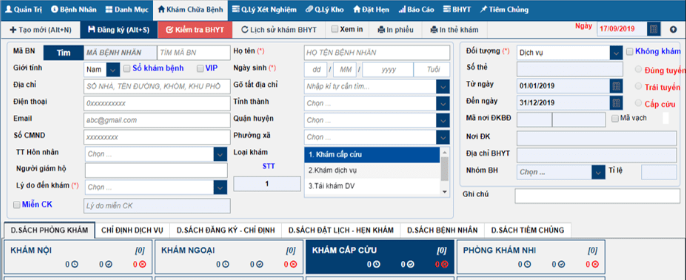 Quản Trị Bệnh Nhân Danh Mục Khám Chữa Bệnh Q.Lý Xét Nghiệm Q.Lý Kho Đặt Hẹn Báo Cáo BHYT Tiêm Chủng
+ Tạo mới (Alt+N) Đăng ký (Alt+S) Kiểm tra BHYT Lịch sử khám BHYT Xem in In phiếu In thẻ khám Ngày 17/09/2019
Mã BN Tìm MÃ BỆNH NHÂN TÌM MÃ BN Họ tên (*) HỌ TÊN BỆNH NHÂN Đối tượng (*) Dịch vụ Không khám
Giới tính Nam Sổ khám bệnh VIP Ngày sinh (*) dd / MM / yyyy Tuổi Số thẻ Đúng tuyến
Địa chỉ SỐ NHÀ, TÊN ĐƯỜNG, KHÓM, KHU PHỐ Gõ tắt địa chỉ Nhập kí tự cần tìm... Từ ngày 01/01/2019 Trái tuyến
Điện thoại 0xxxxxxxxxx Tỉnh thành Chọn ... Đến ngày 31/12/2019 Cấp cứu
Email abc@gmail.com Quận huyện Chọn ... Mã nơi ĐKBĐ Mã vạch
Số CMND xxxxxxxxx Phường xã Chọn ... Nơi ĐK
TT Hôn nhân Chọn ... Loại khám 1. Khám cấp cứu Địa chỉ BHYT
Người giám hộ STT 2.Khám dịch vụ Nhóm BH Chọn ... Tỉ lệ
Lý do đến khám (*) Chọn ... 1 3.Tái khám DV Ghi chú
Miễn CK Lý do miễn CK
D.SÁCH PHÒNG KHÁM CHỈ ĐỊNH DỊCH VỤ D.SÁCH ĐĂNG KÝ - CHỈ ĐỊNH D.SÁCH ĐẶT LỊCH - HẸN KHÁM D.SÁCH BỆNH NHÂN D.SÁCH TIÊM CHỦNG
KHÁM NỘI [0] KHÁM NGOẠI [0] KHÁM CẤP CỨU [0] PHÒNG KHÁM NHI [0]
0 0 0 0 0 0 0 0 0 0 0 0